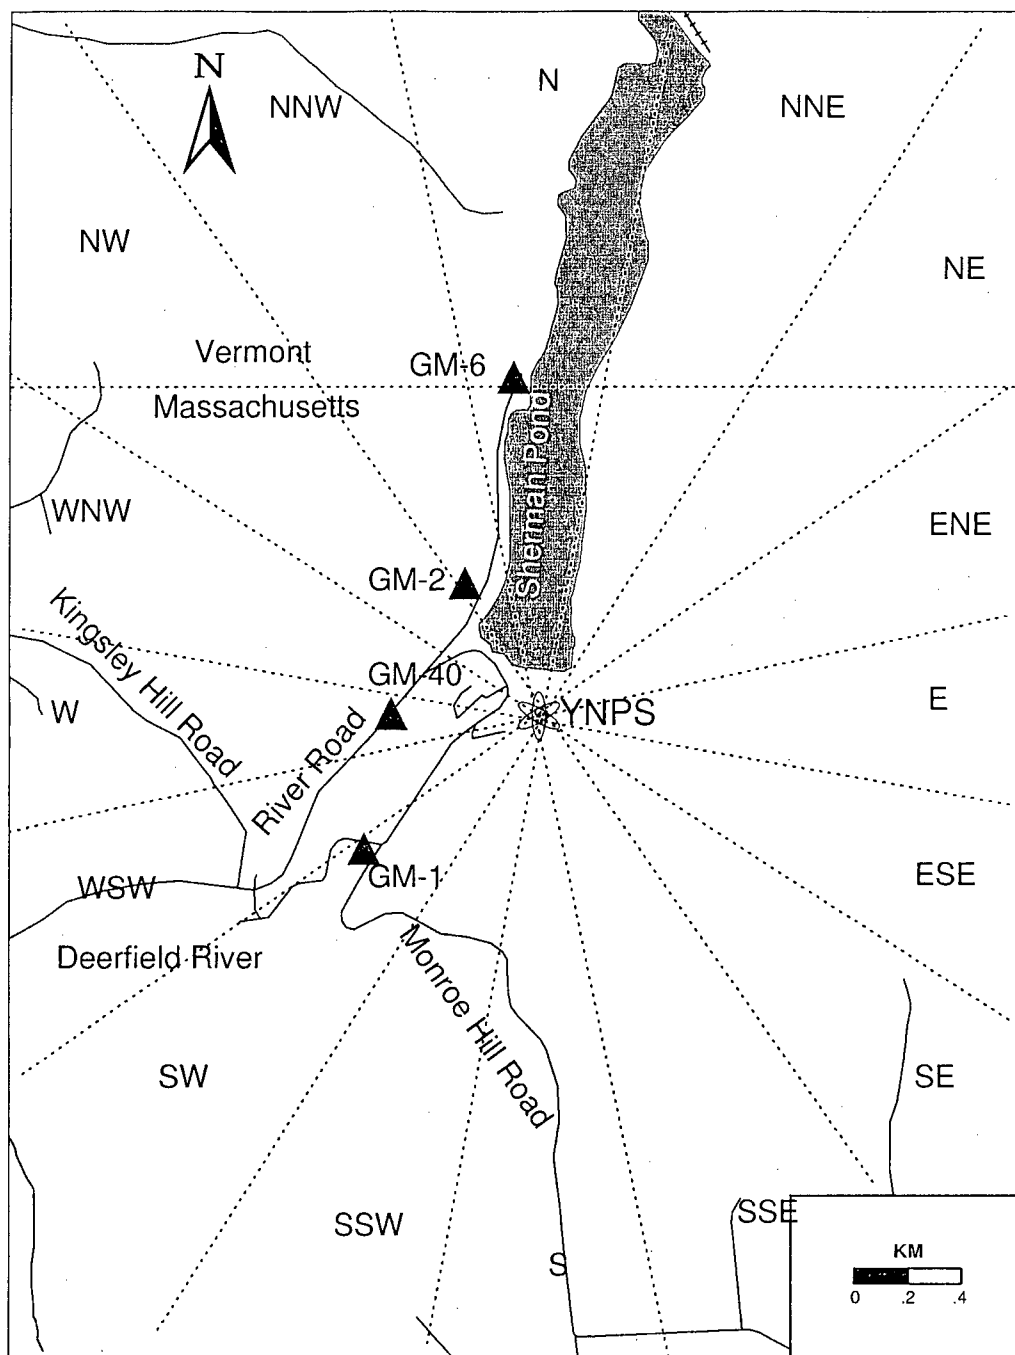 N
N
NNW
NNE
NW
NE
Vermont
GM-6
Massachusetts
Sherman Pond
WNW
ENE
GM-2
Kingsley Hill Road
GM-40
W
E
YNPS
River Road
WSW
GM-1
ESE
Deerfield River
Monroe Hill Road
SW
SE
SSW
SSE
S
KM
0 .2 .4